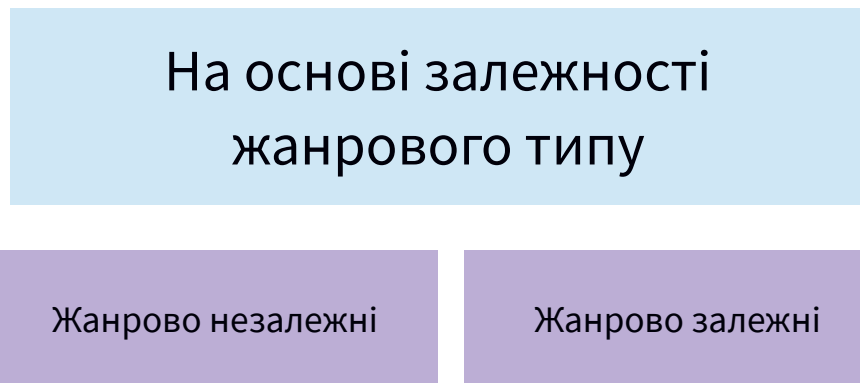 На основі залежності
жанрового типу
Жанрово незалежні
Жанрово залежні